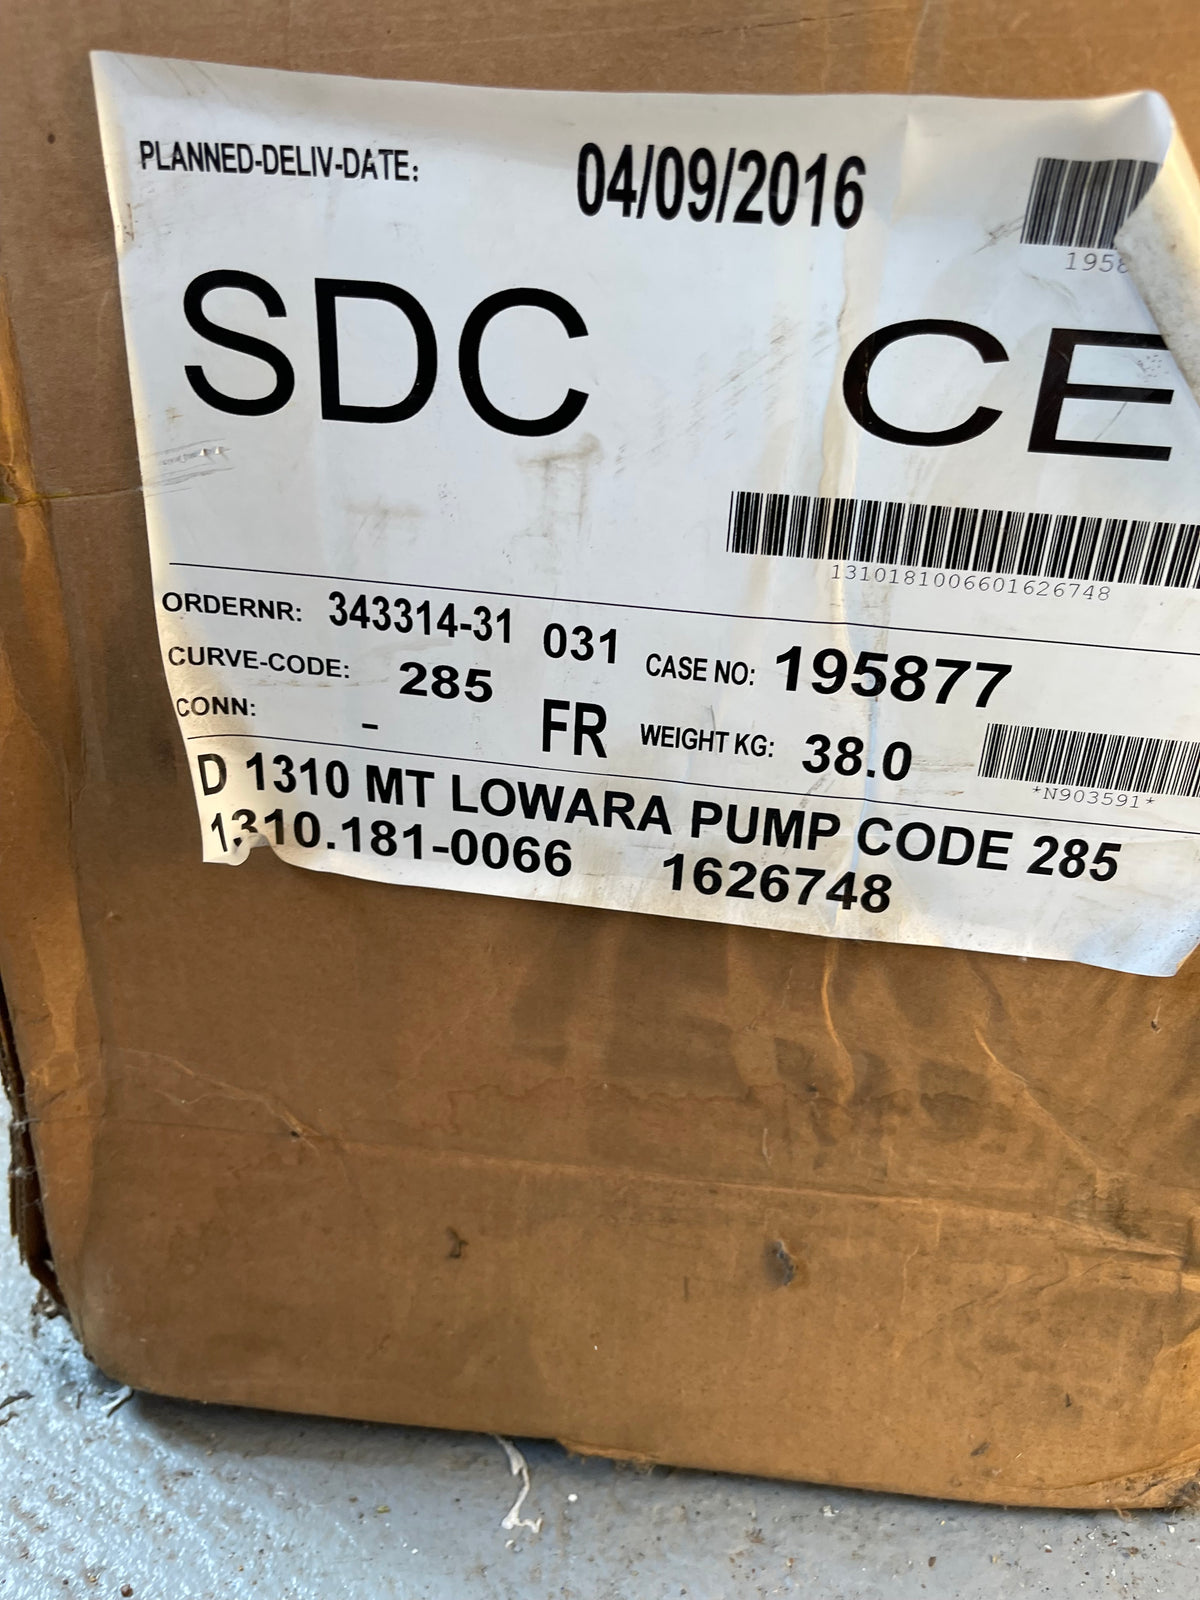 PLANNED-DELIV-DATE: 04/09/2016
1958
SDC CE
1310181006601626748
ORDERNR: 343314-31 031 CASE NO: 195877
CURVE-CODE: 285
CONN: - FR WEIGHT KG: 38.0
*N903591*
D 1310 MT LOWARA PUMP CODE 285
1310.181-0066 1626748